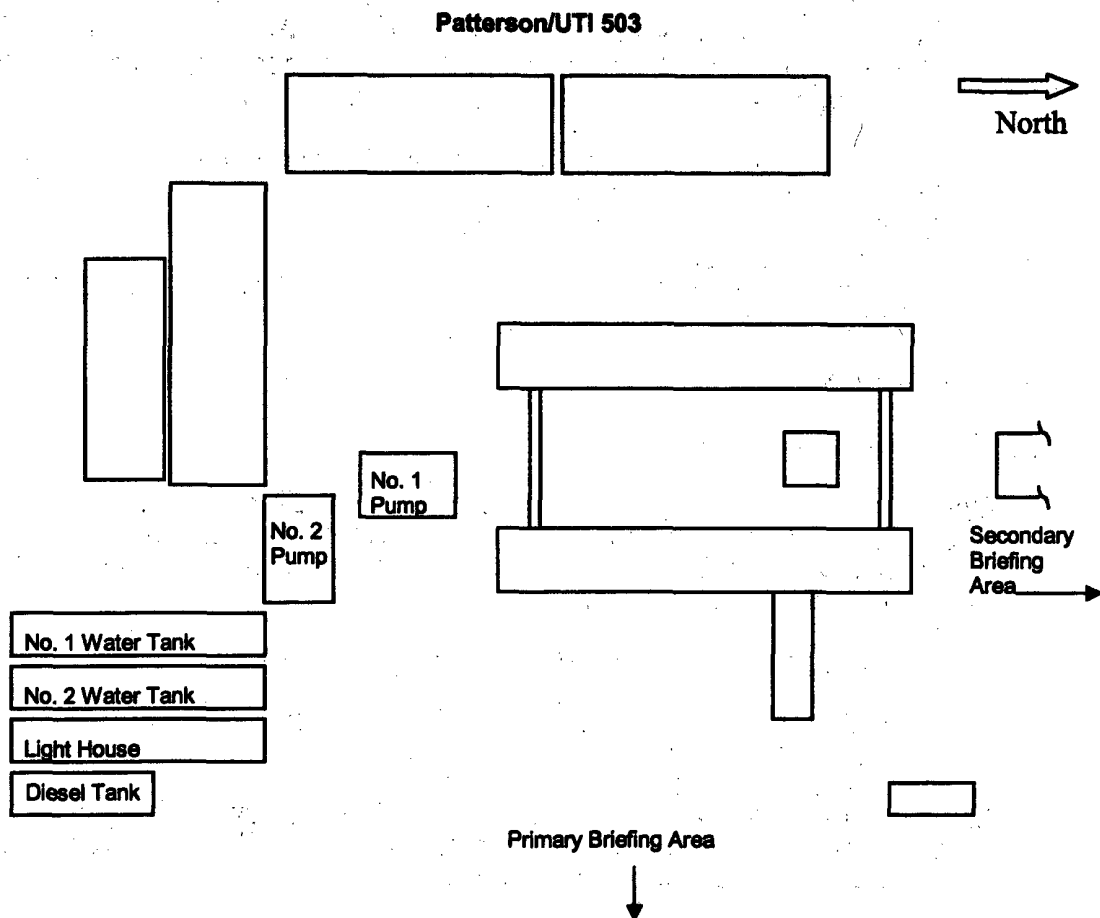 Patterson/UTI 503
North
No. 1
Pump
No. 2
Pump
Secondary
Briefing
Area
No. 1 Water Tank
No. 2 Water Tank
Light House
Diesel Tank
Primary Briefing Area